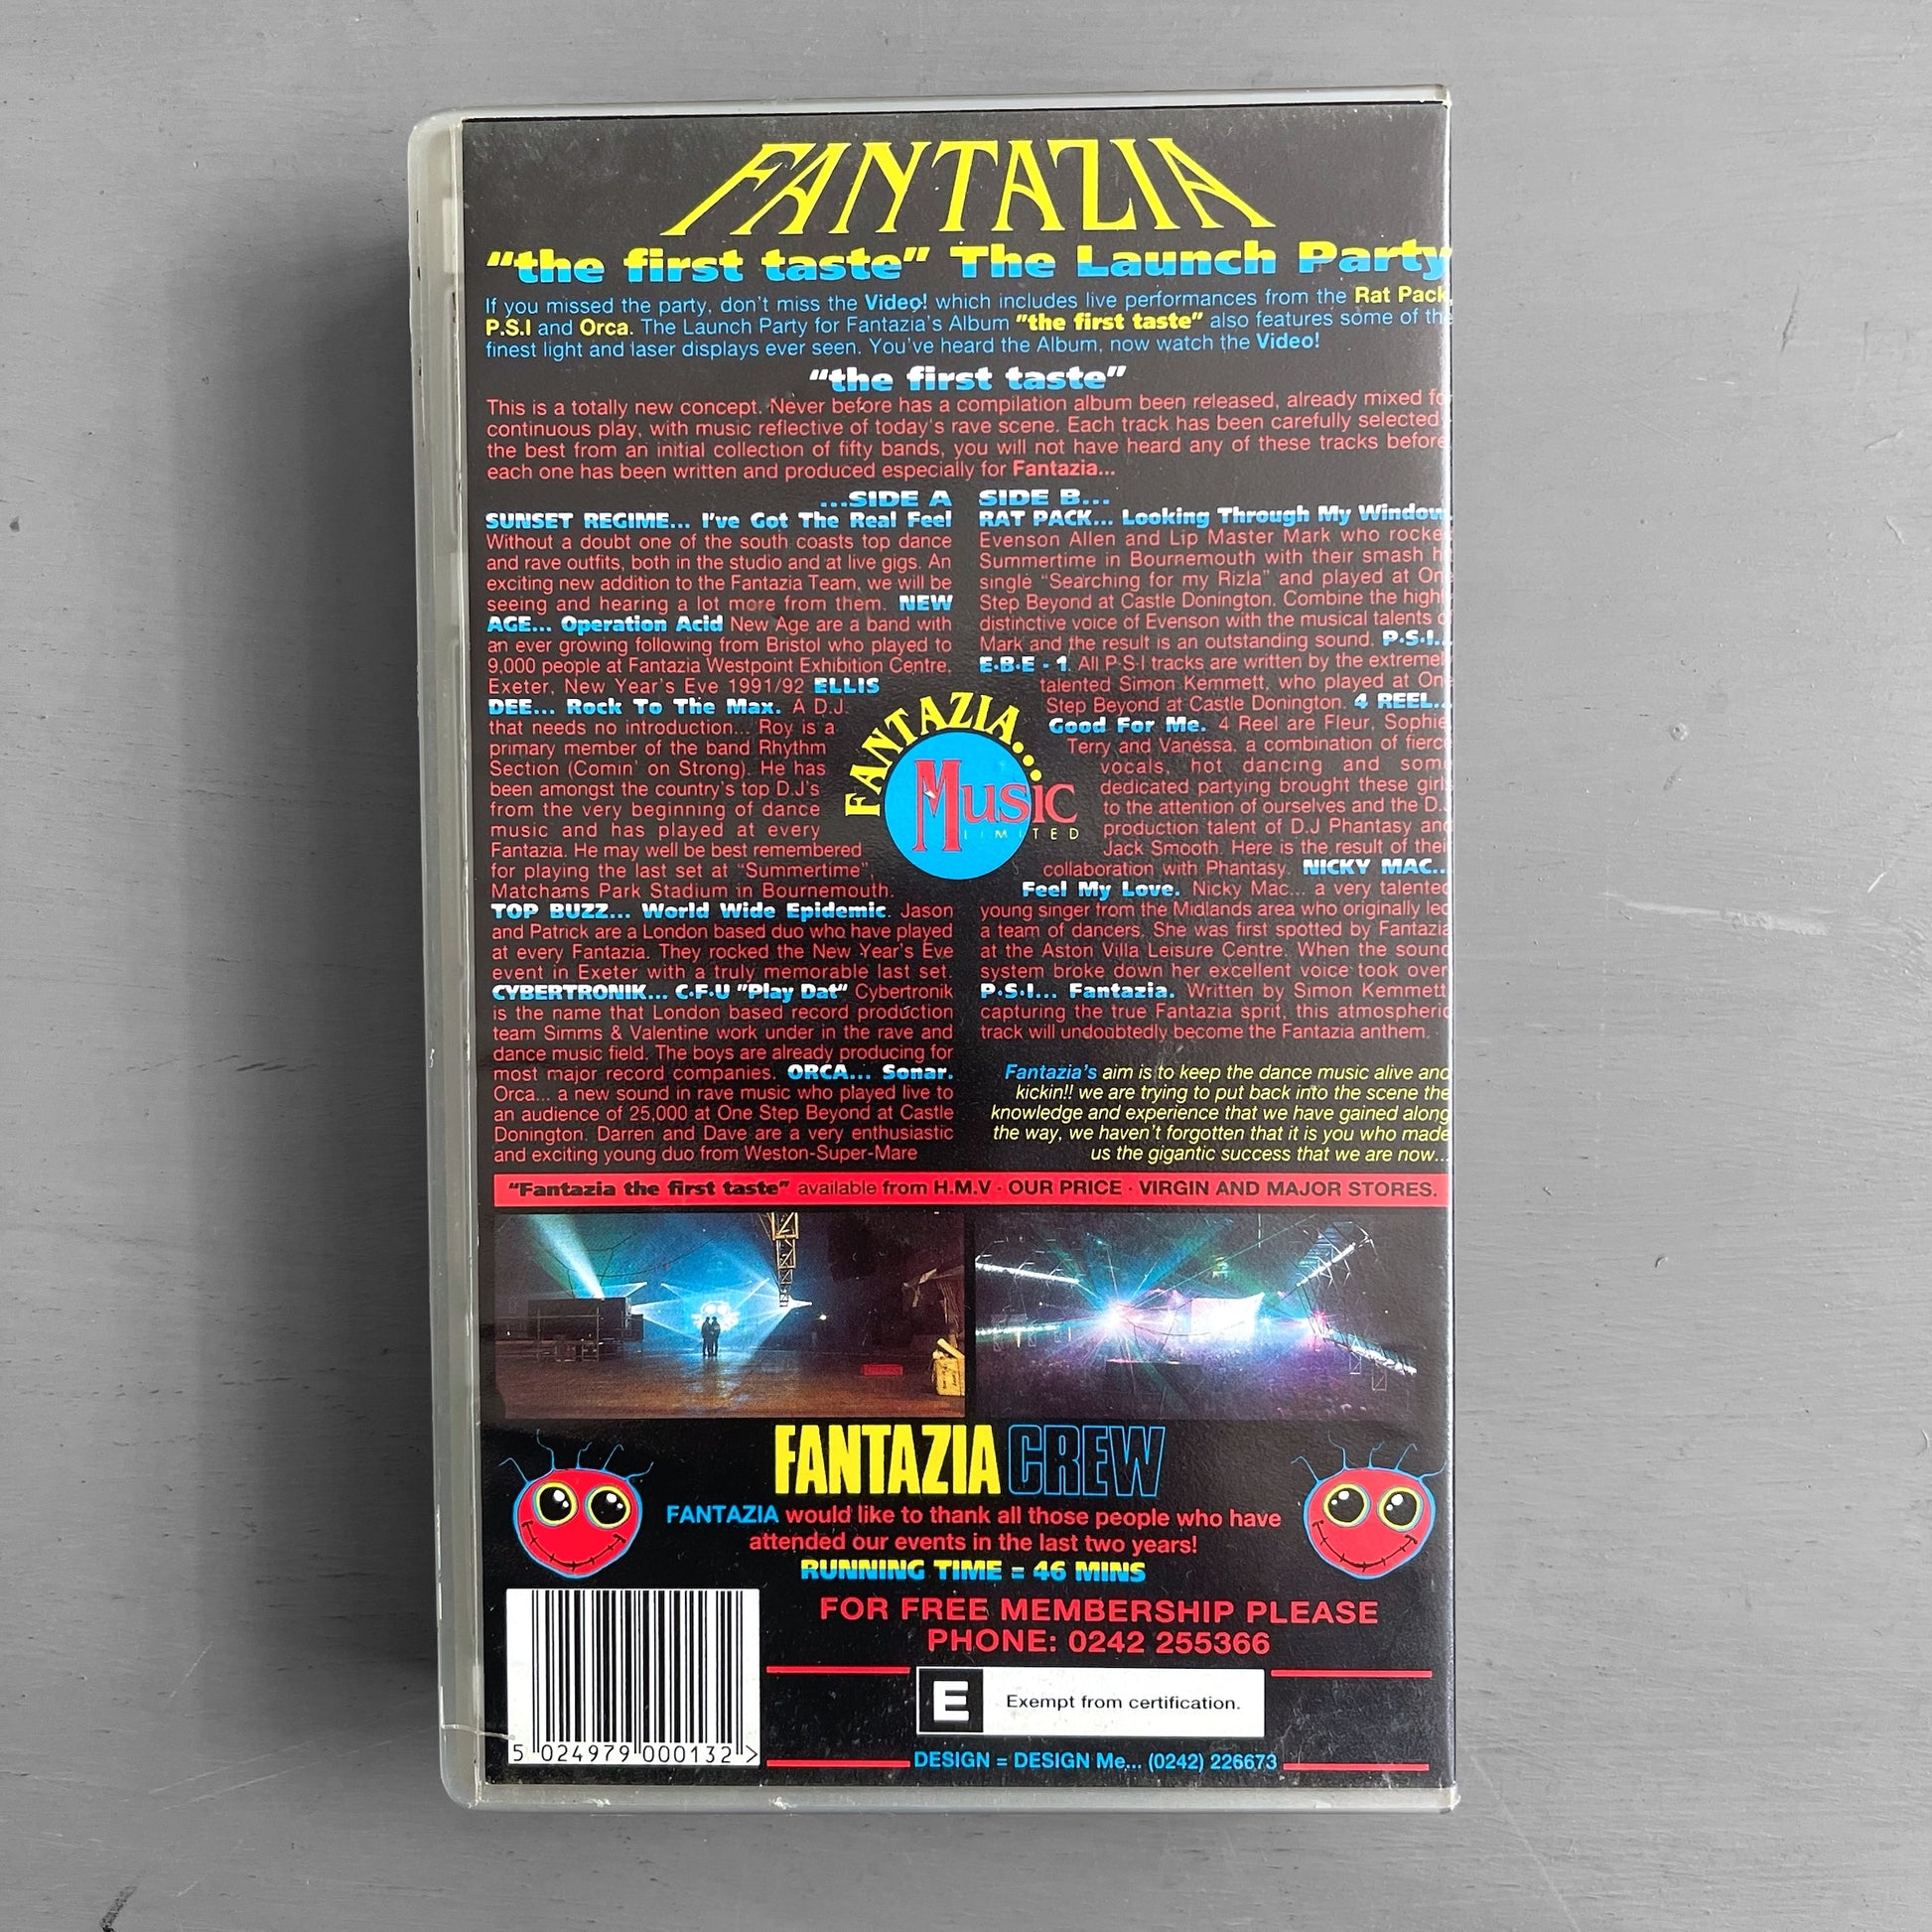 FANTAZIA
"the first taste" The Launch Party
If you missed the party, don't miss the Video! which includes live performances from the Rat Pack,
P.S.I and Orca. The Launch Party for Fantazia's Album "the first taste" also features some of the
finest light and laser displays ever seen. You've heard the Album, now watch the Video!
"the first taste"
This is a totally new concept. Never before has a compilation album been released, already mixed for
continuous play, with music reflective of today's rave scene. Each track has been carefully selected
the best from an initial collection of fifty bands, you will not have heard any of these tracks before
each one has been written and produced especially for Fantazia...
...SIDE A
SUNSET REGIME... I've Got The Real Feel
Without a doubt one of the south coasts top dance
and rave outfits, both in the studio and at live gigs. An
exciting new addition to the Fantazia Team, we will be
seeing and hearing a lot more from them. NEW
AGE... Operation Acid New Age are a band with
an ever growing following from Bristol who played to
9,000 people at Fantazia Westpoint Exhibition Centre,
Exeter, New Year's Eve 1991/92 ELLIS
DEE... Rock To The Max. A D.J.
that needs no introduction... Roy is a
primary member of the band Rhythm
Section (Comin' on Strong). He has
been amongst the country's top D.J's
from the very beginning of dance
music and has played at every
Fantazia. He may well be best remembered
for playing the last set at "Summertime",
Matchams Park Stadium in Bournemouth.
TOP BUZZ... World Wide Epidemic. Jason
and Patrick are a London based duo who have played
at every Fantazia. They rocked the New Year's Eve
event in Exeter with a truly memorable last set.
CYBERTRONIK... C·F·U "Play Dat" Cybertronik
is the name that London based record production
team Simms & Valentine work under in the rave and
dance music field. The boys are already producing for
most major record companies. ORCA... Sonar.
Orca... a new sound in rave music who played live to
an audience of 25,000 at One Step Beyond at Castle
Donington. Darren and Dave are a very enthusiastic
and exciting young duo from Weston-Super-Mare
FANTAZIA...
Music
LIMITED
SIDE B...
RAT PACK... Looking Through My Window.
Evenson Allen and Lip Master Mark who rocked
Summertime in Bournemouth with their smash hi
single "Searching for my Rizla" and played at One
Step Beyond at Castle Donington. Combine the highl
distinctive voice of Evenson with the musical talents o
Mark and the result is an outstanding sound. P·S·I...
E·B·E - 1. All P·S·I tracks are written by the extremel
talented Simon Kemmett, who played at One
Step Beyond at Castle Donington. 4 REEL...
Good For Me. 4 Reel are Fleur, Sophie
Terry and Vanessa, a combination of fierce
vocals, hot dancing and som
dedicated partying brought these girl
to the attention of ourselves and the D.J
production talent of D.J Phantasy and
Jack Smooth. Here is the result of their
collaboration with Phantasy. NICKY MAC...
Feel My Love. Nicky Mac... a very talented
young singer from the Midlands area who originally led
a team of dancers. She was first spotted by Fantazia
at the Aston Villa Leisure Centre. When the sound
system broke down her excellent voice took over
P·S·I... Fantazia. Written by Simon Kemmett
capturing the true Fantazia sprit, this atmospheric
track will undoubtedly become the Fantazia anthem.
Fantazia's aim is to keep the dance music alive and
kickin!! we are trying to put back into the scene the
knowledge and experience that we have gained along
the way, we haven't forgotten that it is you who made
us the gigantic success that we are now...
"Fantazia the first taste" available from H.M.V · OUR PRICE · VIRGIN AND MAJOR STORES.
FANTAZIA CREW
FANTAZIA would like to thank all those people who have
attended our events in the last two years!
RUNNING TIME = 46 MINS
FOR FREE MEMBERSHIP PLEASE
PHONE: 0242 255366
E Exempt from certification.
5 024979 000132 >
DESIGN = DESIGN Me... (0242) 226673